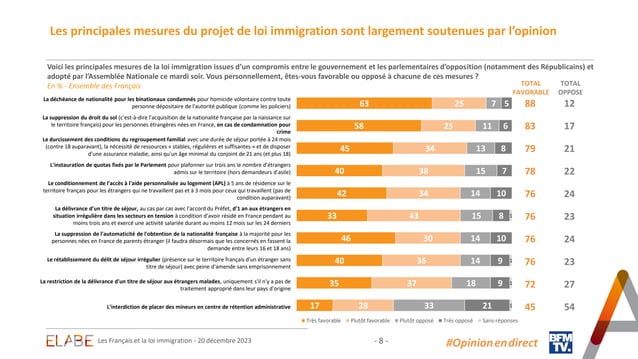 Les principales mesures du projet de loi immigration sont largement soutenues par l'opinion
Voici les principales mesures de la loi immigration issues d'un compromis entre le gouvernement et les parlementaires d'opposition (notamment des Républicains) et
adopté par l'Assemblée Nationale ce mardi soir. Vous personnellement, êtes-vous favorable ou opposé à chacune de ces mesures ?
En % - Ensemble des Français
TOTAL
FAVORABLE
TOTAL
OPPOSE
La déchéance de nationalité pour les binationaux condamnés pour homicide volontaire contre toute
personne dépositaire de l'autorité publique (comme les policiers)
63 25 7 5 88 12
La suppression du droit du sol (c'est-à-dire l'acquisition de la nationalité française par la naissance sur
le territoire français) pour les personnes étrangères nées en France, en cas de condamnation pour
crime
58 25 11 6 83 17
Le durcissement des conditions du regroupement familial avec une durée de séjour portée à 24 mois
(contre 18 auparavant), la nécessité de ressources « stables, régulières et suffisantes » et de disposer
d'une assurance maladie, ainsi qu'un âge minimal du conjoint de 21 ans (et plus 18)
45 34 13 8 79 21
L'instauration de quotas fixés par le Parlement pour plafonner sur trois ans le nombre d'étrangers
admis sur le territoire (hors demandeurs d'asile)
40 38 15 7 78 22
Le conditionnement de l'accès à l'aide personnalisée au logement (APL) à 5 ans de résidence sur le
territoire français pour les étrangers qui ne travaillent pas et à 3 mois pour ceux qui travaillent (pas de
condition auparavant)
42 34 14 10 76 24
La délivrance d'un titre de séjour, au cas par cas avec l'accord du Préfet, d'1 an aux étrangers en
situation irrégulière dans les secteurs en tension à condition d'avoir résidé en France pendant au
moins trois ans et exercé une activité salariée durant au moins 12 mois sur les 24 derniers
33 43 15 8 1 76 23
La suppression de l'automaticité de l'obtention de la nationalité française à la majorité pour les
personnes nées en France de parents étranger (il faudra désormais que les concernés en fassent la
demande entre leurs 16 et 18 ans)
46 30 14 10 76 24
Le rétablissement du délit de séjour irrégulier (présence sur le territoire français d'un étranger sans
titre de séjour) avec peine d'amende sans emprisonnement
40 36 14 9 1 76 23
La restriction de la délivrance d'un titre de séjour aux étrangers malades, uniquement s'il n'y a pas de
traitement approprié dans leur pays d'origine
35 37 18 9 1 72 27
L'interdiction de placer des mineurs en centre de rétention administrative
17 28 33 21 1 45 54
Très favorable Plutôt favorable Plutôt opposé Très opposé Sans réponses
ELABE Les Français et la loi immigration - 20 décembre 2023
- 8 -
#Opinion en direct
BFM
TV.